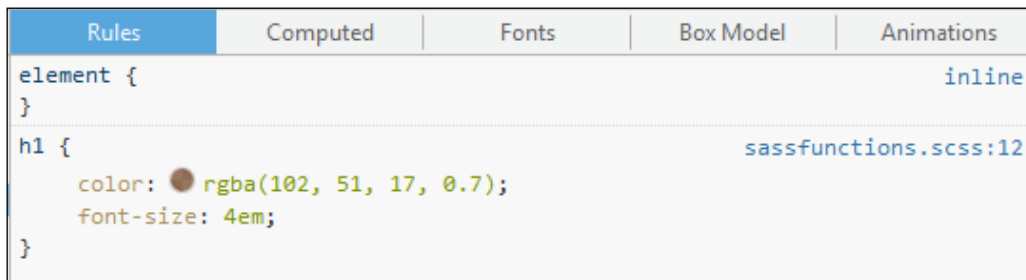 Rules Computed Fonts Box Model Animations
element { inline
}
h1 { sassfunctions.scss:12
color: rgba(102, 51, 17, 0.7);
font-size: 4em;
}